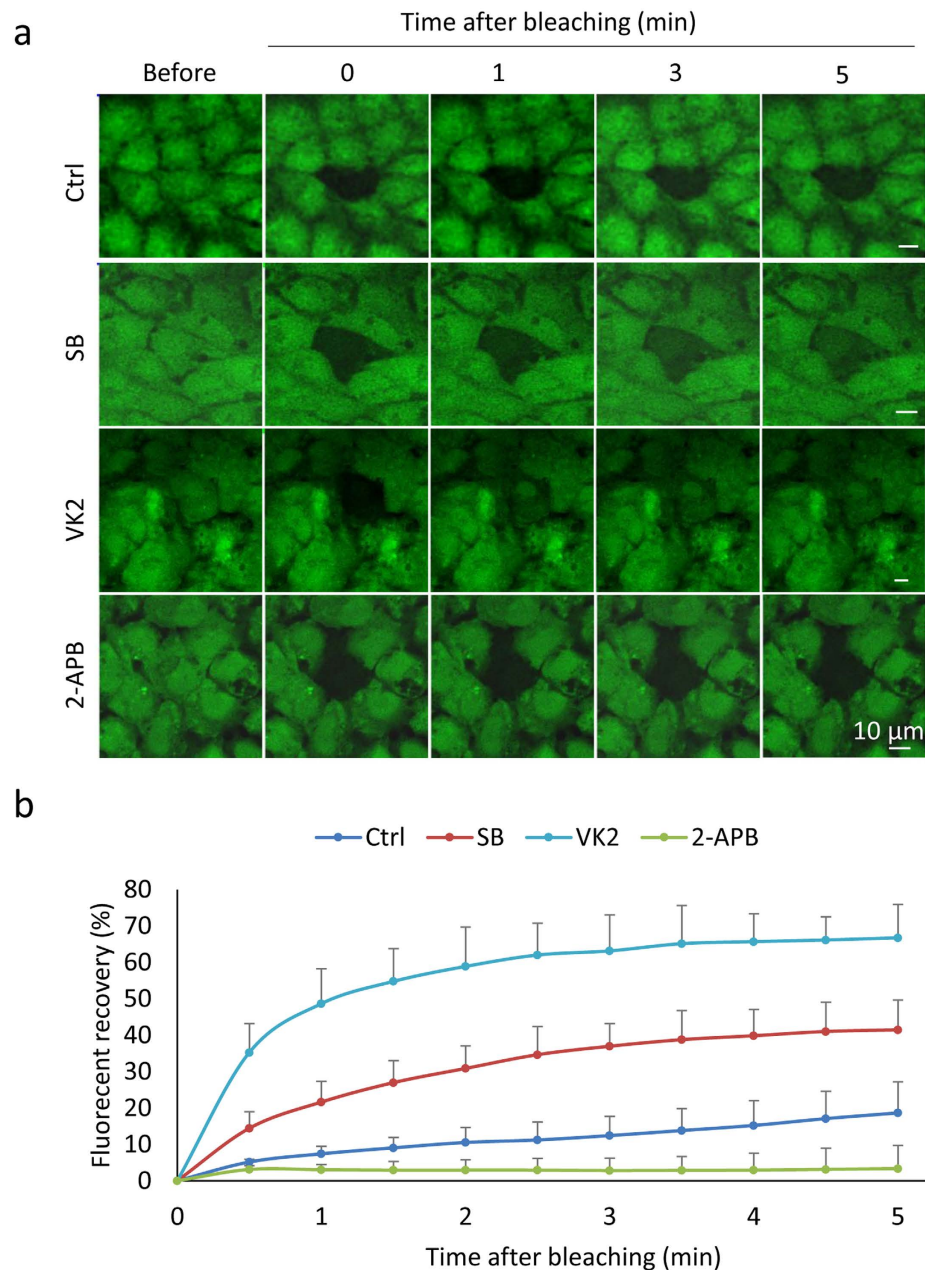 a
Time after bleaching (min)
Before 0 1 3 5
Ctrl
SB
VK2
2-APB
10 µm
b
Ctrl SB VK2 2-APB
Fluorecent recovery (%)
80
70
60
50
40
30
20
10
0
0 1 2 3 4 5
Time after bleaching (min)